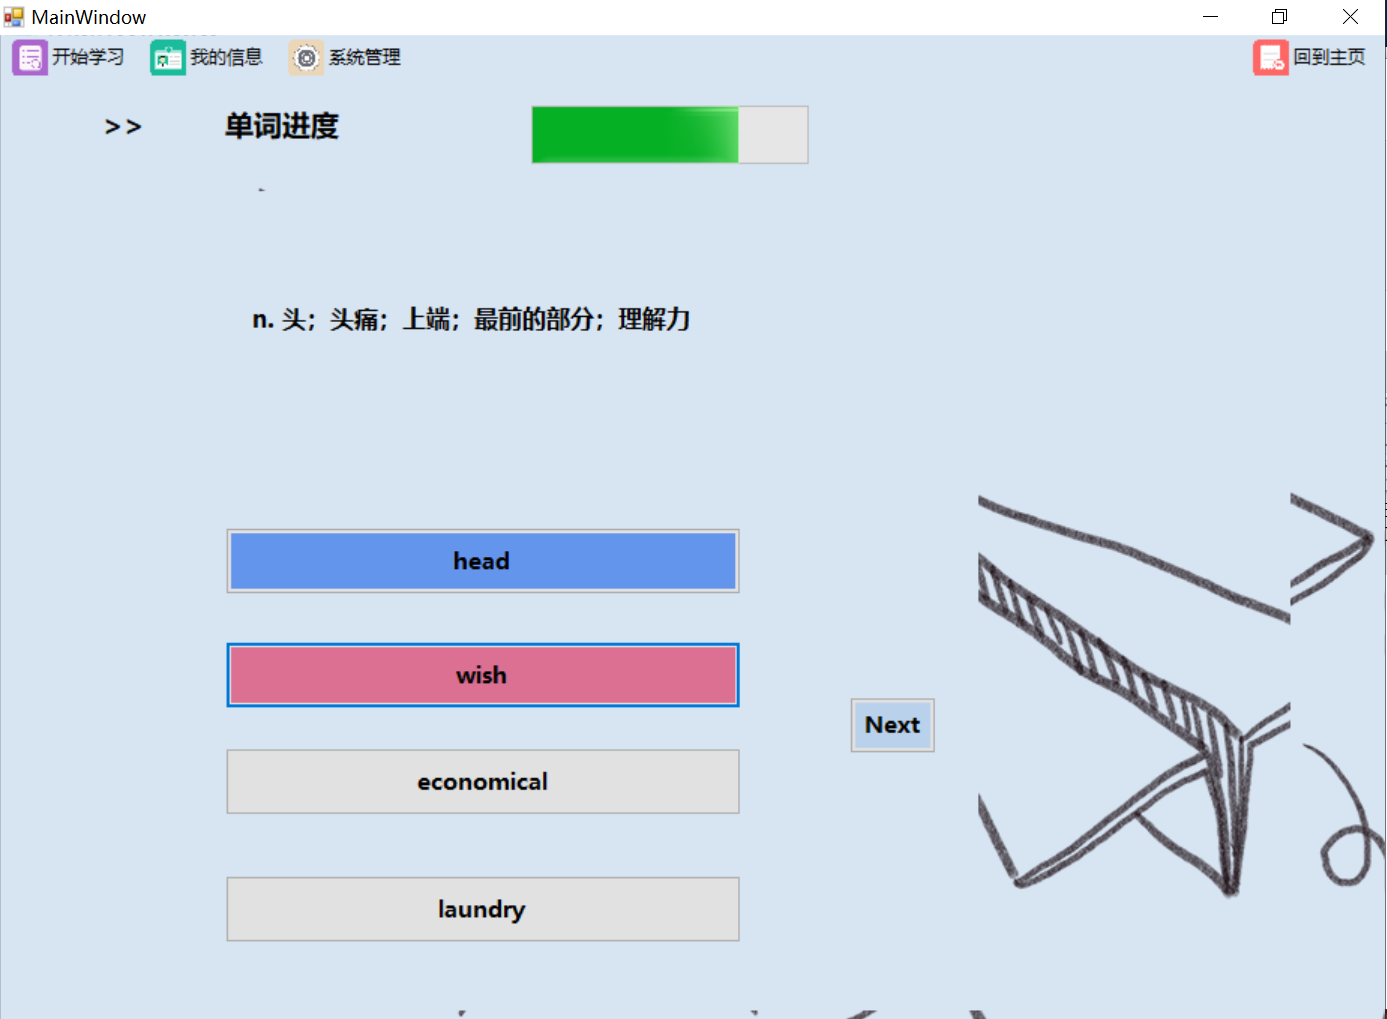 MainWindow
开始学习 我的信息 系统管理 回到主页
>> 单词进度
n. 头；头痛；上端；最前的部分；理解力
head
wish
Next
economical
laundry